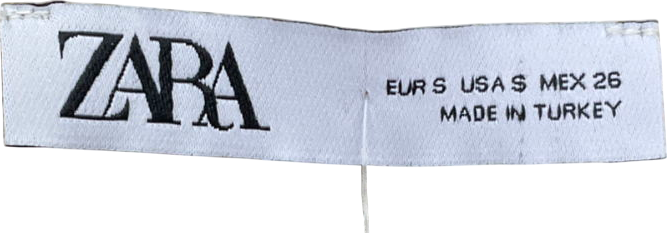 ZARA
EUR S USA S MEX 26
MADE IN TURKEY